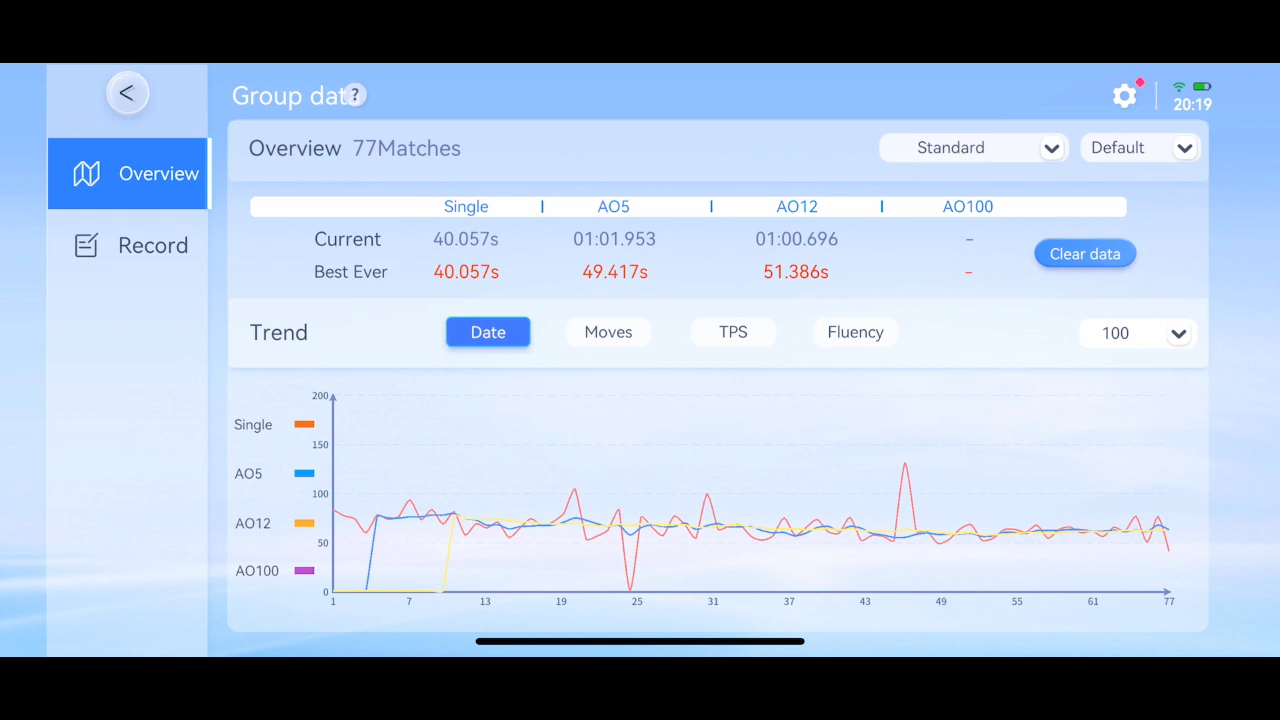 <
Group dat ?
20:19
Overview
Record
Overview 77Matches
Standard
Default
Single | AO5 | AO12 | AO100
Current 40.057s 01:01.953 01:00.696 –
Best Ever 40.057s 49.417s 51.386s –
Clear data
Trend
Date
Moves
TPS
Fluency
100
Single
AO5
AO12
AO100
200
150
100
50
0
1 7 13 19 25 31 37 43 49 55 61 77